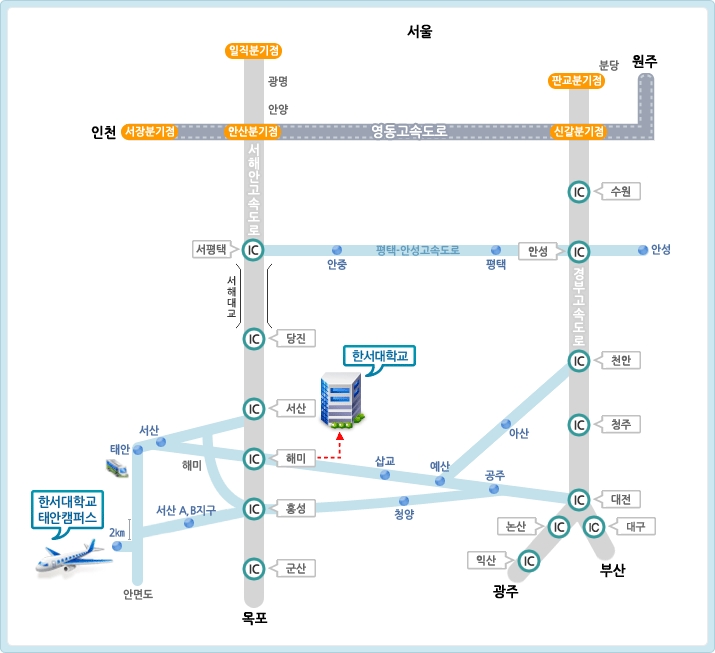 서울
일직분기점
분당
원주
광명
판교분기점
안양
인천
서창분기점
안산분기점
영동고속도로
신갈분기점
서해안고속도로
IC
수원
서평택
IC
안중
평택-안성고속도로
평택
안성
IC
안성
서해대교
경부고속도로
IC
당진
한서대학교
IC
천안
IC
서산
서산
태안
아산
IC
청주
해미
IC
해미
삽교
예산
공주
한서대학교
태안캠퍼스
서산 A,B지구
IC
홍성
청양
IC
대전
2km
논산
IC
IC
대구
안면도
IC
군산
익산
IC
부산
광주
목포